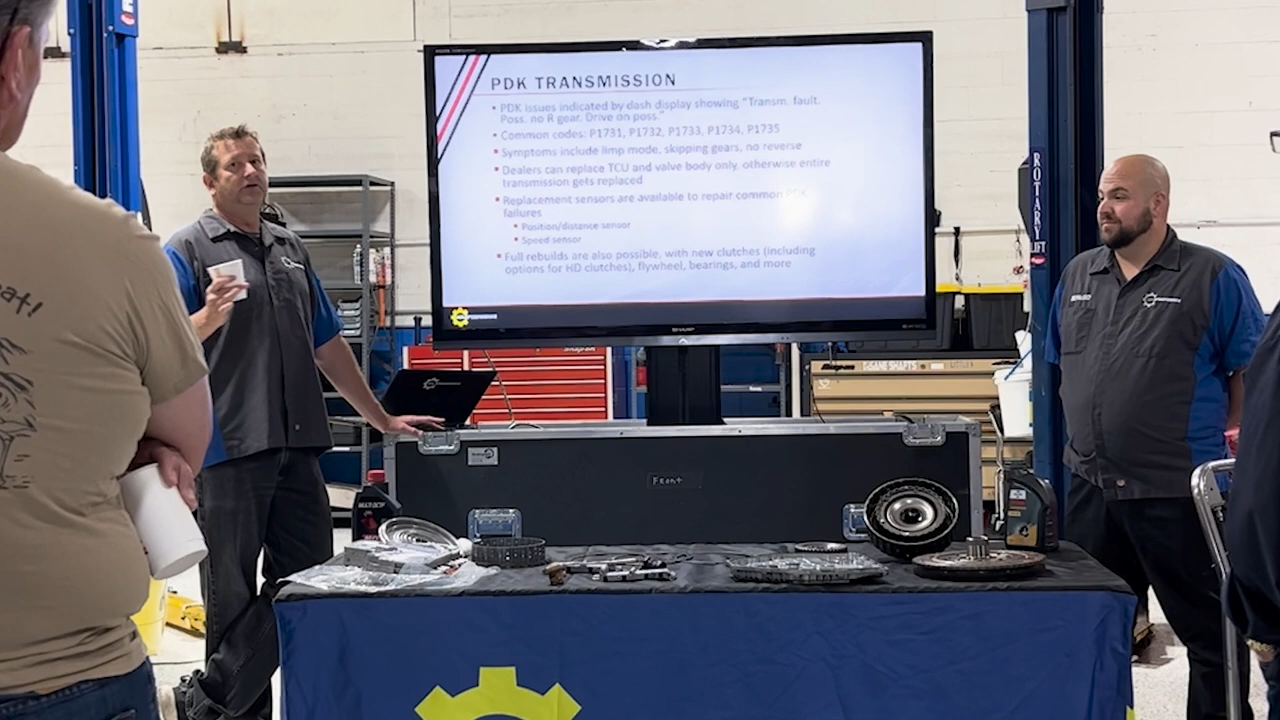 PDK TRANSMISSION
PDK issues indicated by dash display showing "Transm. fault.
Poss. no R gear. Drive on poss."
Common codes: P1731, P1732, P1733, P1734, P1735
Symptoms include limp mode, skipping gears, no reverse
Dealers can replace TCU and valve body only, otherwise entire
transmission gets replaced
Replacement sensors are available to repair common PDK
failures
Position/distance sensor
Speed sensor
Full rebuilds are also possible, with new clutches (including
options for HD clutches), flywheel, bearings, and more
SHARP
ROTARY LIFT
Snap-on
Front